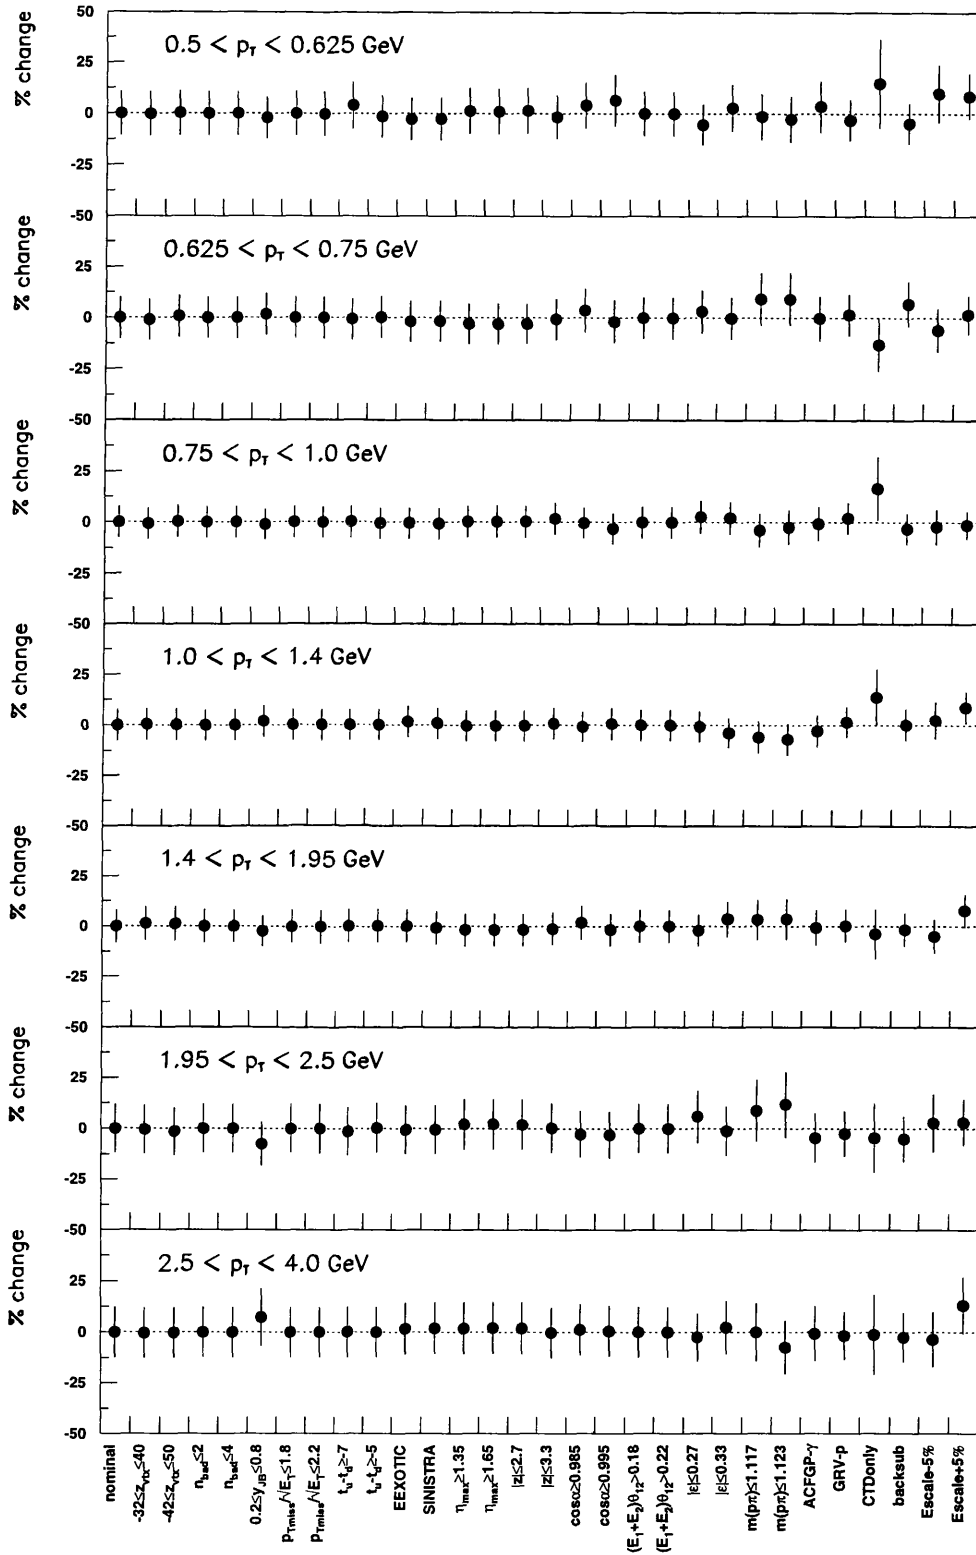 % change
50
25
0
-25
-50
0.5 < pT < 0.625 GeV
% change
25
0
-25
-50
0.625 < pT < 0.75 GeV
% change
25
0
-25
-50
0.75 < pT < 1.0 GeV
% change
25
0
-25
-50
1.0 < pT < 1.4 GeV
% change
25
0
-25
-50
1.4 < pT < 1.95 GeV
% change
25
0
-25
-50
1.95 < pT < 2.5 GeV
% change
25
0
-25
-50
2.5 < pT < 4.0 GeV
nominal
-32≤zvtx≤40
-42≤zvtx≤50
nbad≤2
nbad≤4
0.2≤yJB≤0.8
pTmiss/√ET≤1.8
pTmiss/√ET≤2.2
tu-td≥-7
tu-td≥-5
EEXOTIC
SINISTRA
ηmax≥1.35
ηmax≥1.65
|z|≤2.7
|z|≤3.3
cosα≥0.985
cosα≥0.995
(E1+E2)θ12>0.18
(E1+E2)θ12>0.22
|ε|≤0.27
|ε|≤0.33
m(pπ)≤1.117
m(pπ)≤1.123
ACFGP-γ
GRV-p
CTDonly
backsub
Escale-5%
Escale+5%